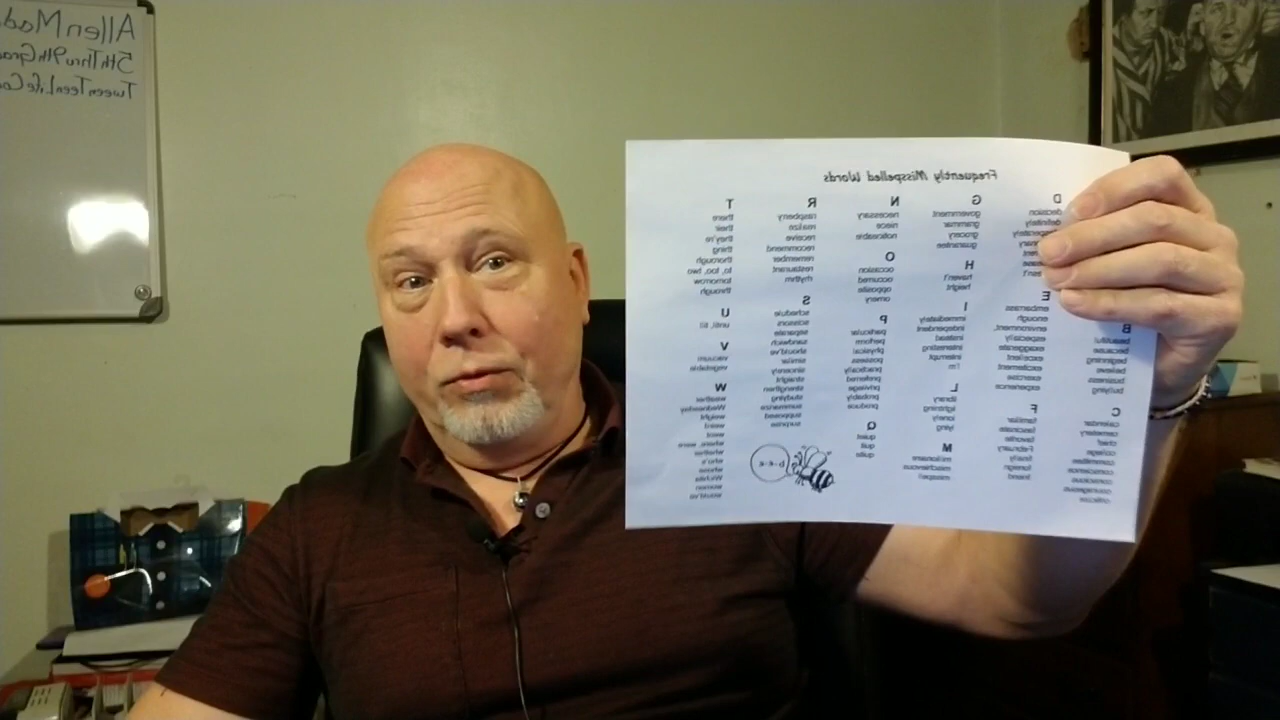 AllenMad
5thThru9thGra
TweenTeenLifeCo
Frequently Misspelled Words
B
beautiful
because
beginning
believe
business
bullying
C
calendar
cemetery
chief
college
committee
conscience
conscious
courageous
criticize
D
decision
definitely
E
embarrass
enough
environment,
especially
exaggerate
excellent
excitement
exercise
experience
F
familiar
fascinate
favorite
February
finally
foreign
friend
G
government
grammar
grocery
guarantee
H
haven't
height
I
immediately
independent
instead
interesting
interrupt
I'm
L
library
lightning
lonely
lying
M
millionaire
mischievous
misspell
N
necessary
niece
noticeable
O
occasion
occurred
opposite
ornery
P
particular
perform
physical
possess
practically
preferred
privilege
probably
produce
Q
quiet
quit
quite
R
raspberry
realize
receive
recommend
remember
restaurant
rhythm
S
schedule
scissors
separate
sandwich
should've
similar
sincerely
straight
strengthen
studying
summarize
supposed
surprise
b-e-e
T
there
their
they're
thing
thorough
to, too, two
tomorrow
through
U
until, till
V
vacuum
vegetable
W
weather
Wednesday
weight
weird
went
where, were
whether
who's
whose
Wichita
woman
would've